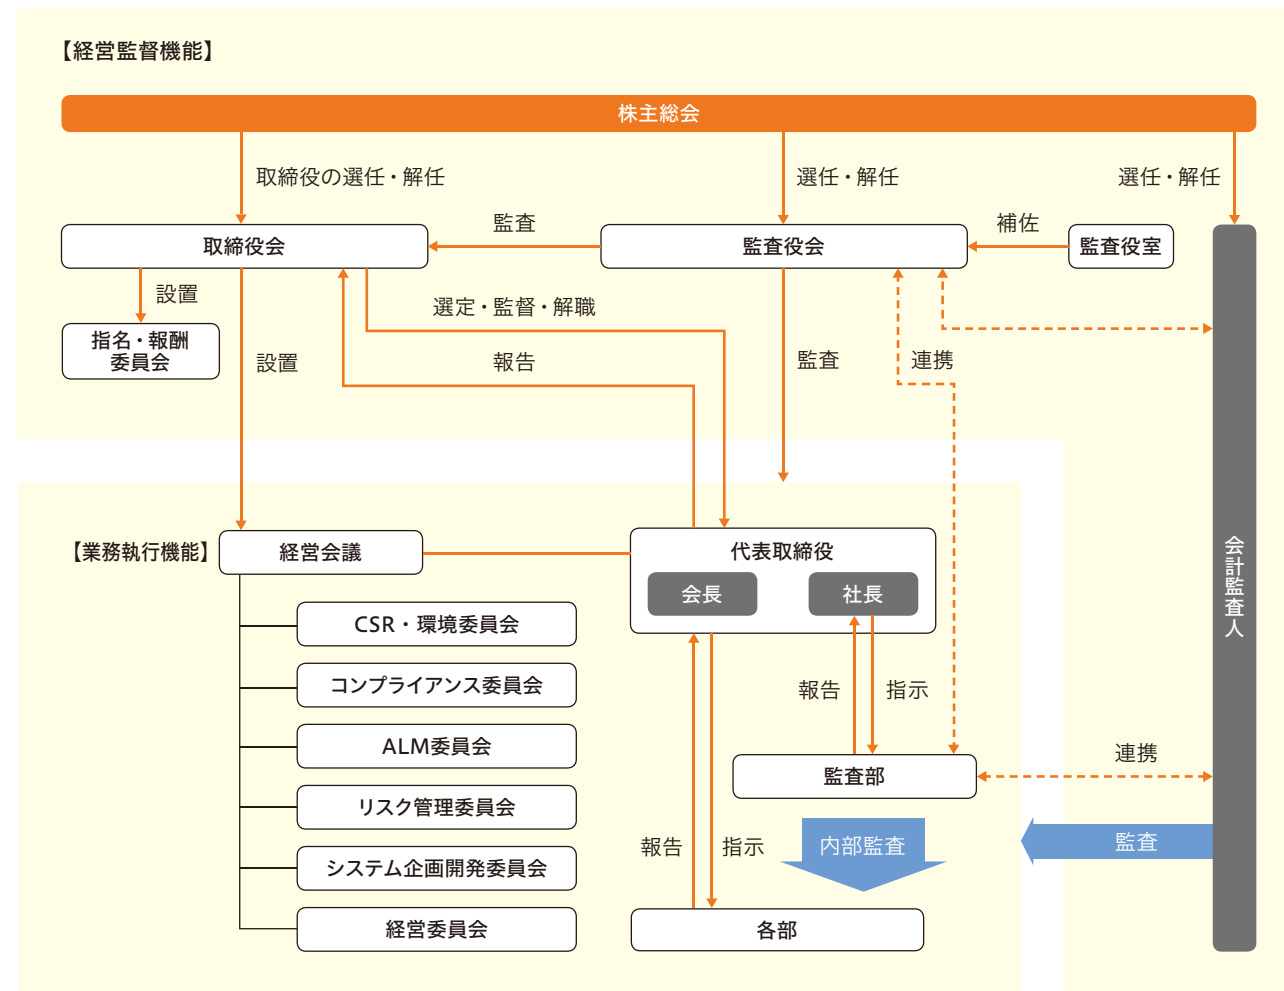 【経営監督機能】
株主総会
取締役の選任・解任
選任・解任
選任・解任
取締役会
監査
監査役会
補佐
監査役室
設置
指名・報酬
委員会
選定・監督・解職
設置
報告
監査
連携
【業務執行機能】
経営会議
代表取締役
会長
社長
会計監査人
CSR・環境委員会
コンプライアンス委員会
報告
指示
ALM委員会
監査部
連携
リスク管理委員会
報告
指示
内部監査
監査
システム企画開発委員会
経営委員会
各部